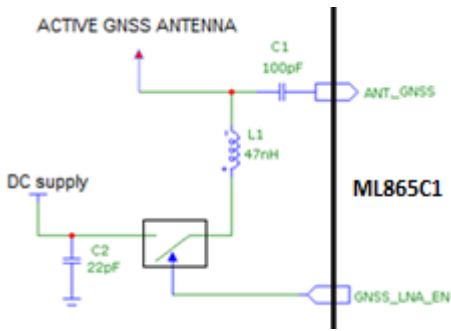 ACTIVE GNSS ANTENNA
C1
100pF
ANT_GNSS
L1
47nH
DC supply
ML865C1
C2
22pF
GNSS_LNA_EN